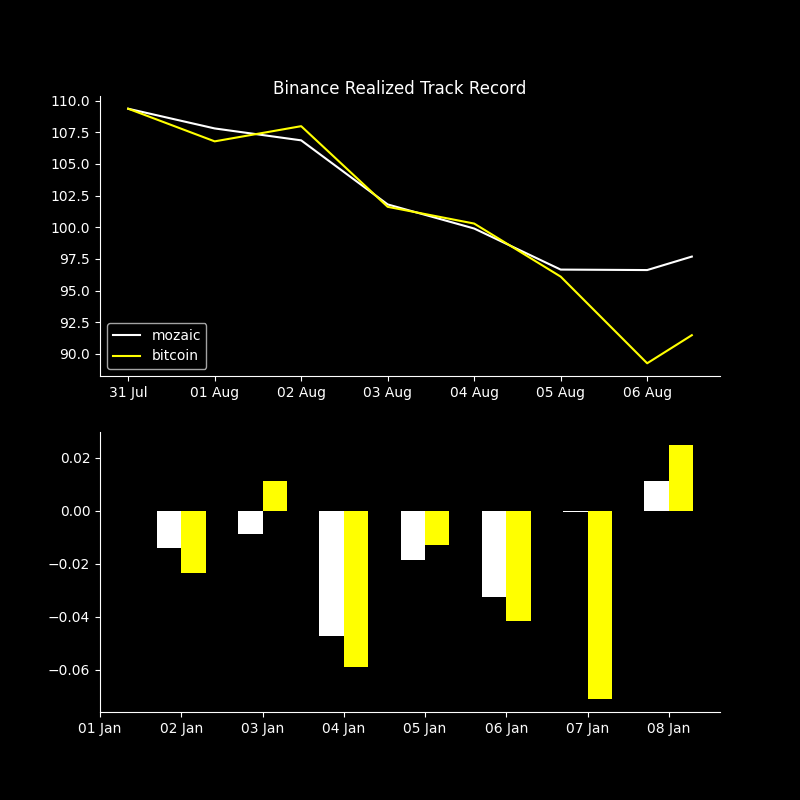 Binance Realized Track Record
110.0
107.5
105.0
102.5
100.0
97.5
95.0
92.5
90.0
mozaic
bitcoin
31 Jul 01 Aug 02 Aug 03 Aug 04 Aug 05 Aug 06 Aug
0.02
0.00
−0.02
−0.04
−0.06
01 Jan 02 Jan 03 Jan 04 Jan 05 Jan 06 Jan 07 Jan 08 Jan